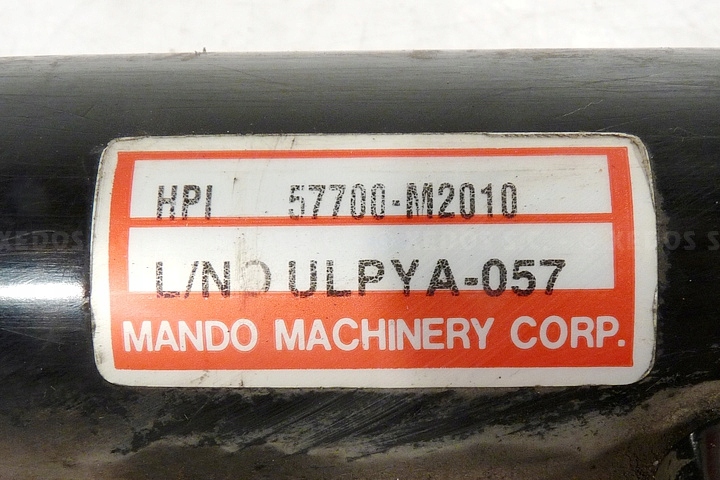 HPI 57700-M2010
L/NO ULPYA-057
MANDO MACHINERY CORP.